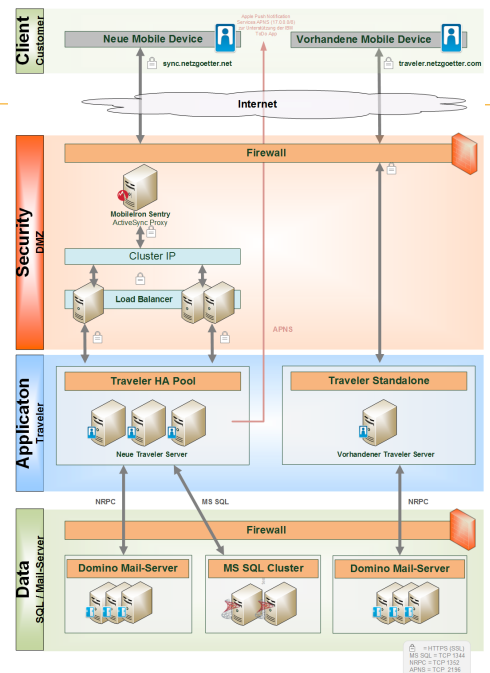 Client
Customer
Neue Mobile Device
Apple Push Notification
Vorhandene Mobile Device
sync.netzgoetter.net
traveler.netzgoetter.com
Internet
Security
DMZ
Firewall
MobileIron Sentry
ActiveSync Proxy
Cluster IP
Load Balancer
APNS
Applicaton
Traveler
Traveler HA Pool
Neue Traveler Server
Traveler Standalone
Vorhandener Traveler Server
NRPC
MS SQL
NRPC
Data
SQL / Mail-Server
Firewall
Domino Mail-Server
MS SQL Cluster
Domino Mail-Server
= HTTPS (SSL)
MS SQL = TCP 1344
NRPC = TCP 1352
APNS = TCP 2196